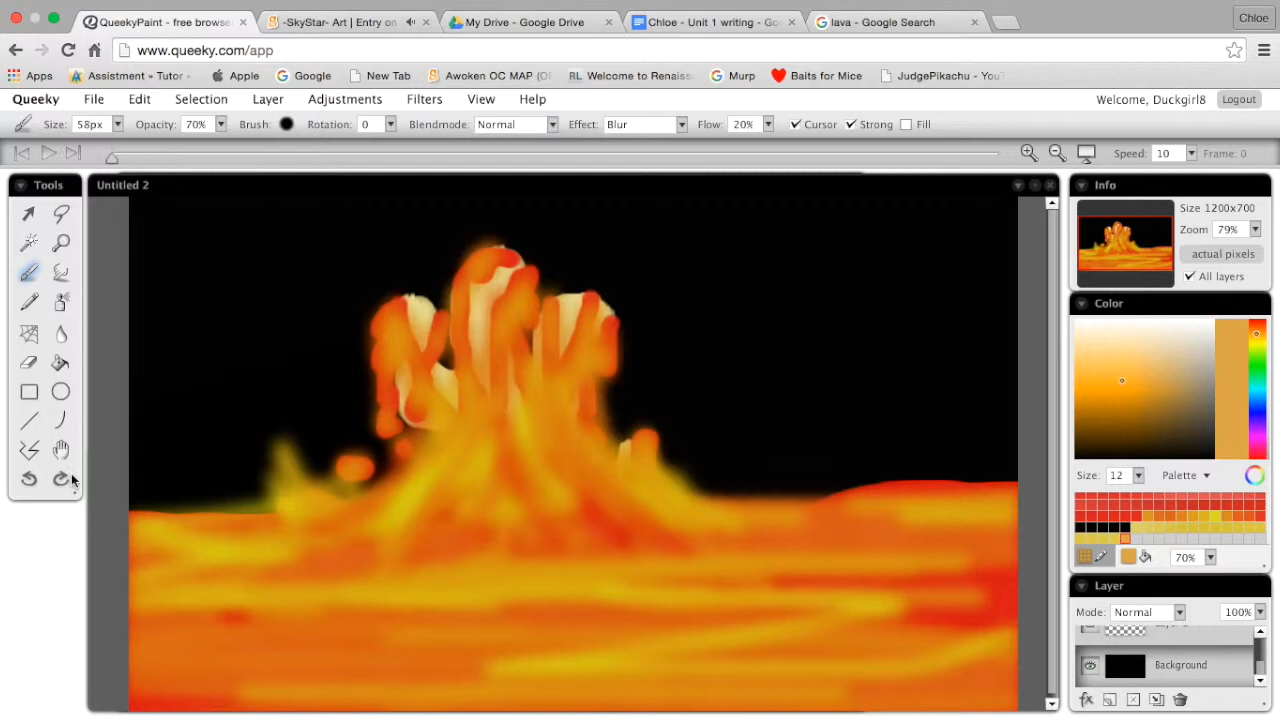 QueekyPaint - free browse
-SkyStar- Art | Entry on
My Drive - Google Drive
Chloe - Unit 1 writing - Go
lava - Google Search
Chloe
www.queeky.com/app
Apps
Assistment » Tutor
Apple
Google
New Tab
Awoken OC MAP (O
Welcome to Renaiss
Murp
Baits for Mice
JudgePikachu - You
Queeky File Edit Selection Layer Adjustments Filters View Help
Welcome, Duckgirl8 Logout
Size: 58px Opacity: 70% Brush: Rotation: 0 Blendmode: Normal Effect: Blur Flow: 20% Cursor Strong Fill
Speed: 10 Frame: 0
Tools
Untitled 2
Info
Size 1200x700
Zoom 79%
actual pixels
All layers
Color
Size: 12 Palette
70%
Layer
Mode: Normal 100%
Background